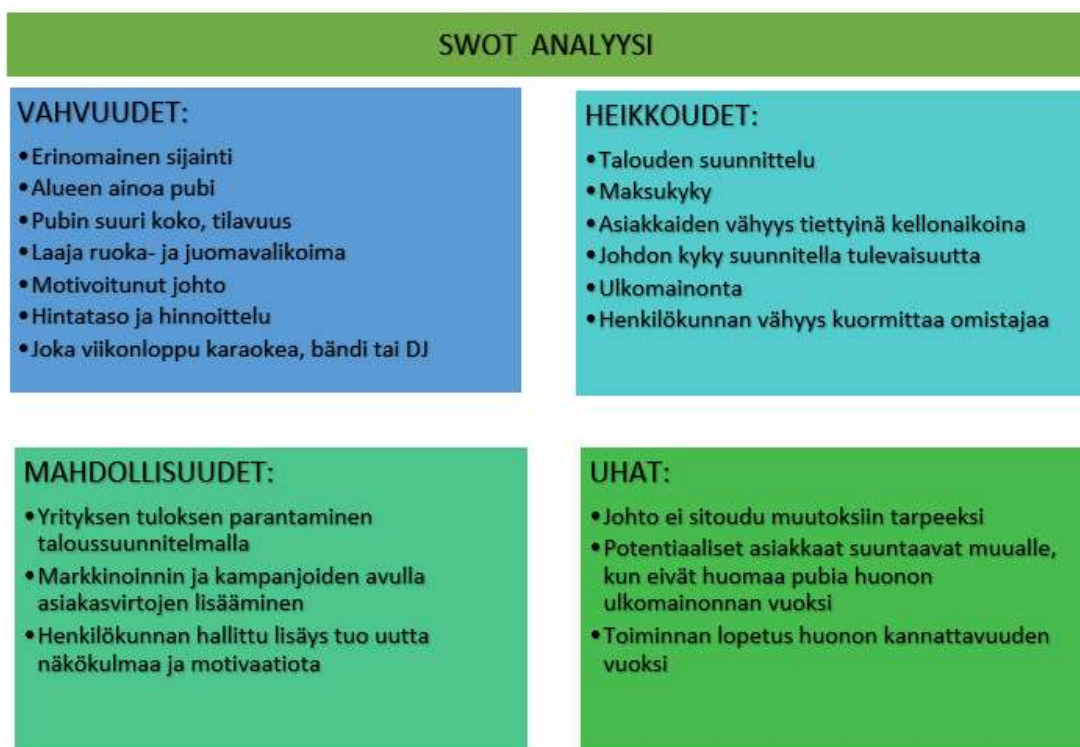 SWOT ANALYYSI
VAHVUUDET:
•Erinomainen sijainti
•Alueen ainoa pubi
•Pubin suuri koko, tilavuus
•Laaja ruoka- ja juomavalikoima
•Motivoitunut johto
•Hintataso ja hinnoittelu
•Joka viikonloppu karaokea, bändi tai DJ
HEIKKOUDET:
•Talouden suunnittelu
•Maksukyky
•Asiakkaiden vähyys tiettyinä kellonaikoina
•Johdon kyky suunnitella tulevaisuutta
•Ulkomainonta
•Henkilökunnan vähyys kuormittaa omistajaa
MAHDOLLISUUDET:
•Yrityksen tuloksen parantaminen
taloussuunnitelmalla
•Markkinoinnin ja kampanjoiden avulla
asiakasvirtojen lisääminen
•Henkilökunnan hallittu lisäys tuo uutta
näkökulmaa ja motivaatiota
UHAT:
•Johto ei sitoudu muutoksiin tarpeeksi
•Potentiaaliset asiakkaat suuntaavat muualle,
kun eivät huomaa pubia huonon
ulkomainonnan vuoksi
•Toiminnan lopetus huonon kannattavuuden
vuoksi